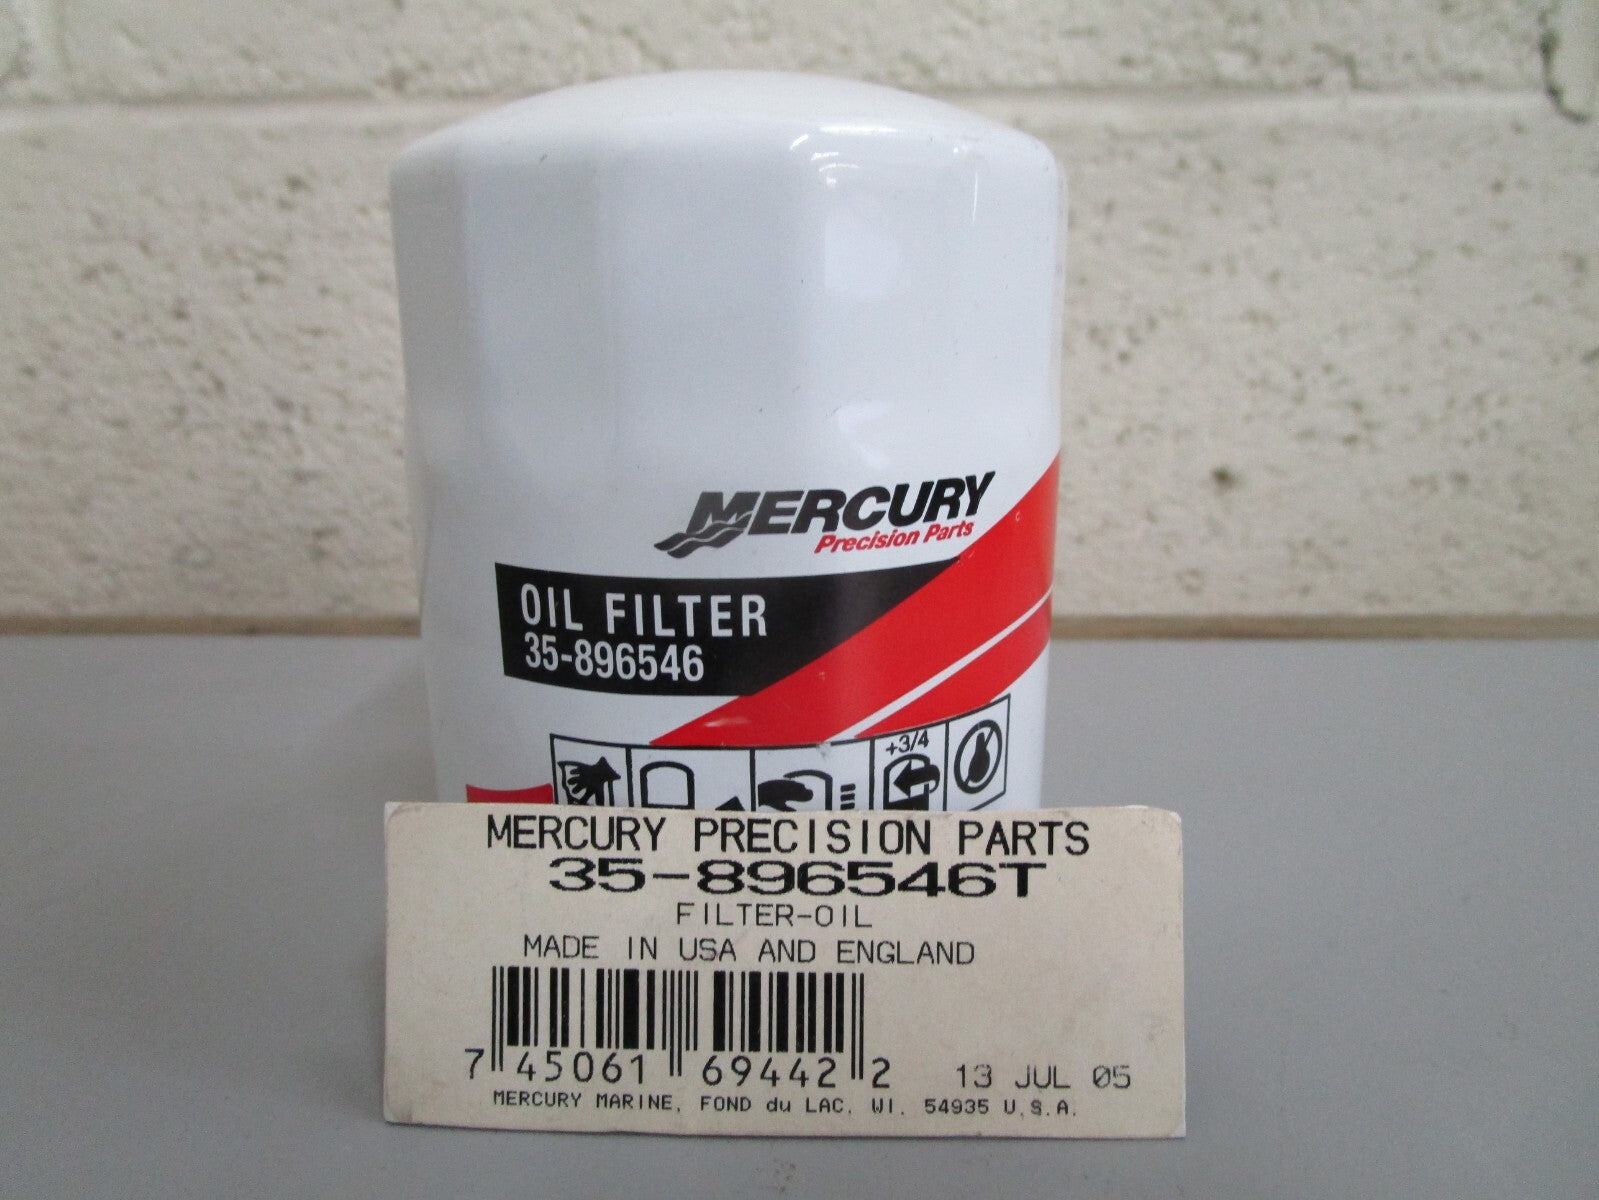 MERCURY
Precision Parts
OIL FILTER
35-896546
+3/4
MERCURY PRECISION PARTS
35-896546T
FILTER-OIL
MADE IN USA AND ENGLAND
7 45061 69442 2
13 JUL 05
MERCURY MARINE, FOND du LAC, WI. 54935 U.S.A.